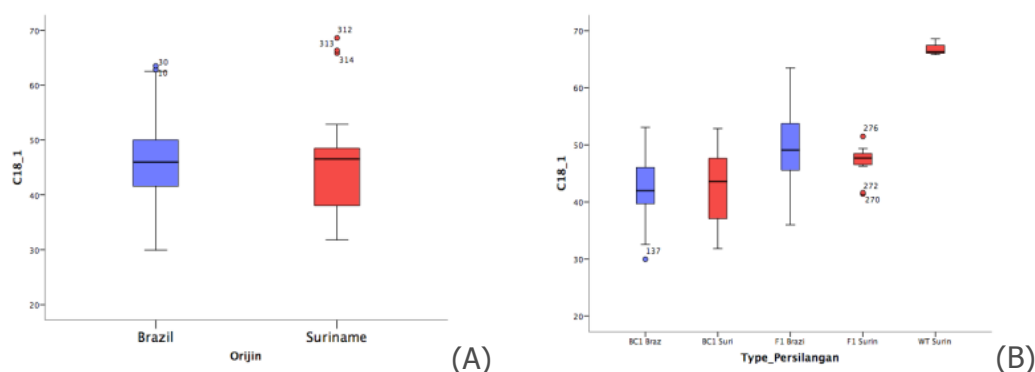 70
60
50
40
30
20
C18_1
30
10
312
313
314
Brazil
Suriname
Orijin
(A)
70
60
50
40
30
20
C18_1
137
276
272
270
BC1 Braz
BC1 Suri
F1 Brazi
F1 Surin
WT Surin
Type_Persilangan
(B)